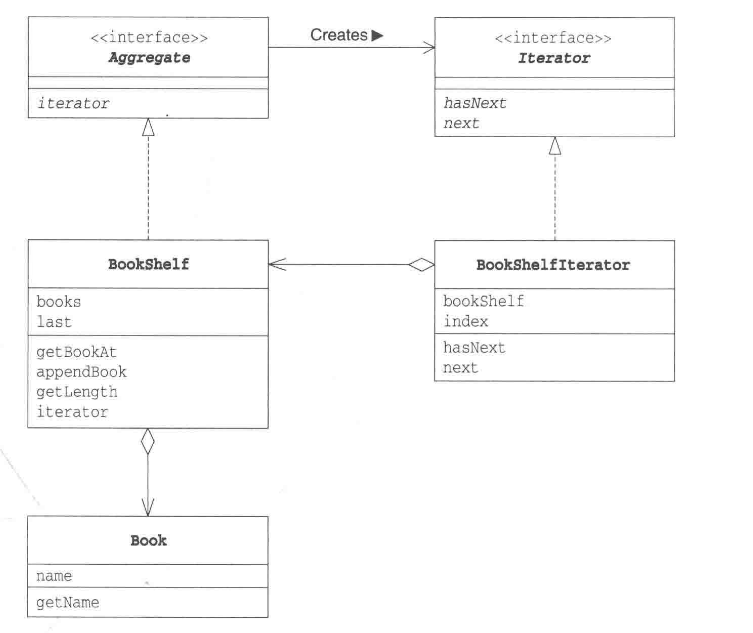 <<interface>>
Aggregate
iterator
Creates▶
<<interface>>
Iterator
hasNext
next
BookShelf
books
last
getBookAt
appendBook
getLength
iterator
BookShelfIterator
bookShelf
index
hasNext
next
Book
name
getName